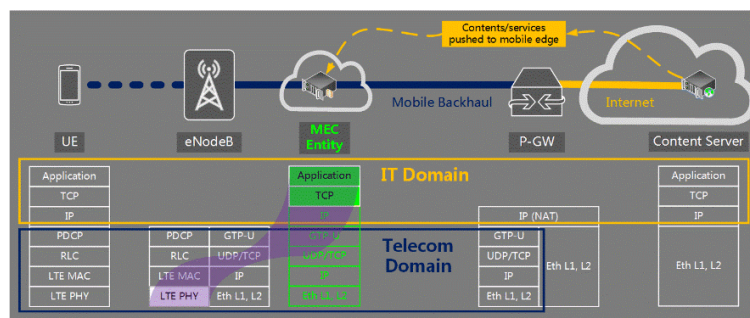 Contents/services
pushed to mobile edge
Mobile Backhaul
Internet
UE
eNodeB
MEC
Entity
P-GW
Content Server
IT Domain
Telecom
Domain
Application
TCP
IP
PDCP
RLC
LTE MAC
LTE PHY
PDCP
RLC
LTE MAC
LTE PHY
GTP-U
UDP/TCP
IP
Eth L1, L2
Application
TCP
IP
GTP-U
UDP/TCP
IP
Eth L1, L2
IP (NAT)
GTP-U
UDP/TCP
IP
Eth L1, L2
Eth L1, L2
Application
TCP
IP
Eth L1, L2